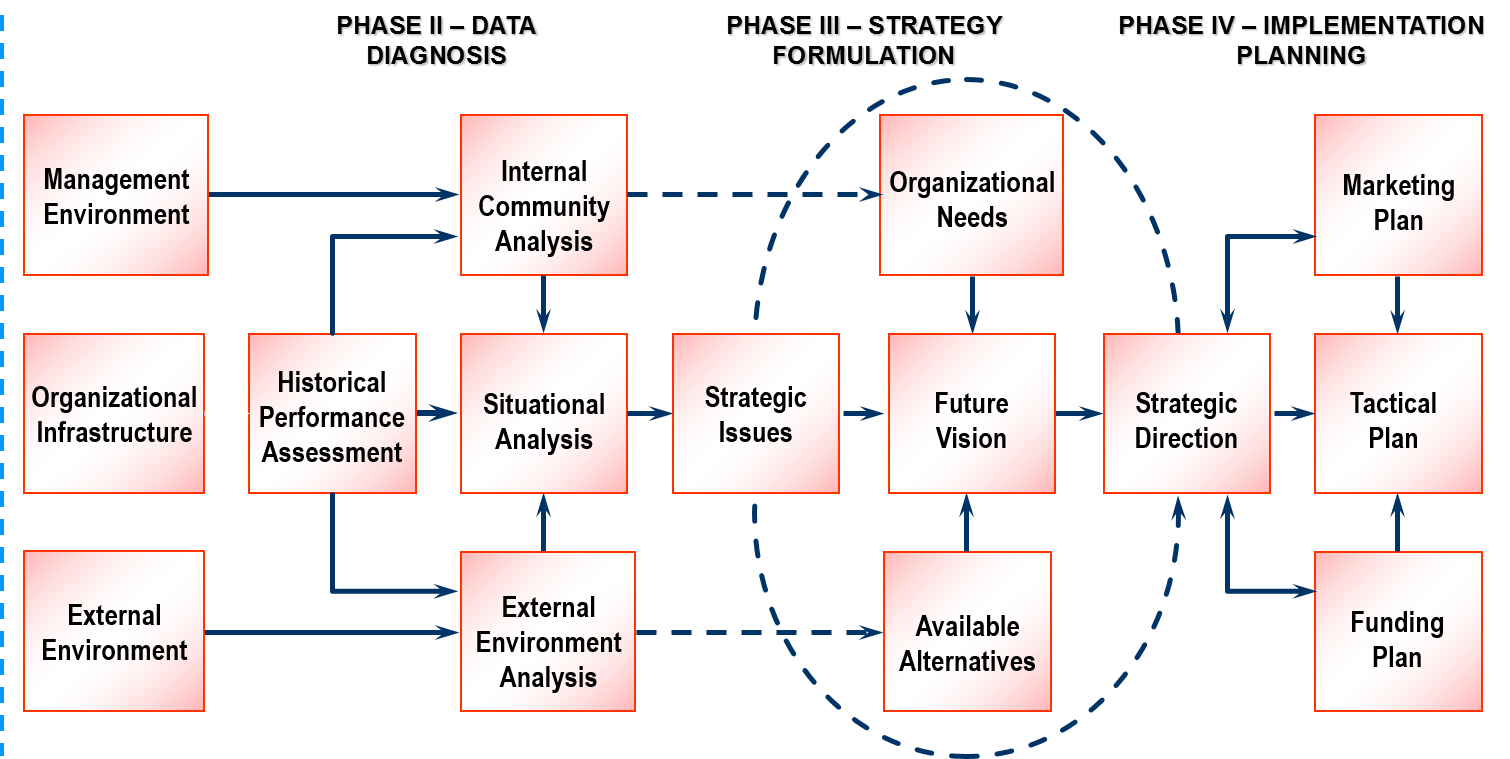 PHASE II – DATA
DIAGNOSIS
PHASE III – STRATEGY
FORMULATION
PHASE IV – IMPLEMENTATION
PLANNING
Management
Environment
Internal
Community
Analysis
Organizational
Needs
Marketing
Plan
Organizational
Infrastructure
Historical
Performance
Assessment
Situational
Analysis
Strategic
Issues
Future
Vision
Strategic
Direction
Tactical
Plan
External
Environment
External
Environment
Analysis
Available
Alternatives
Funding
Plan